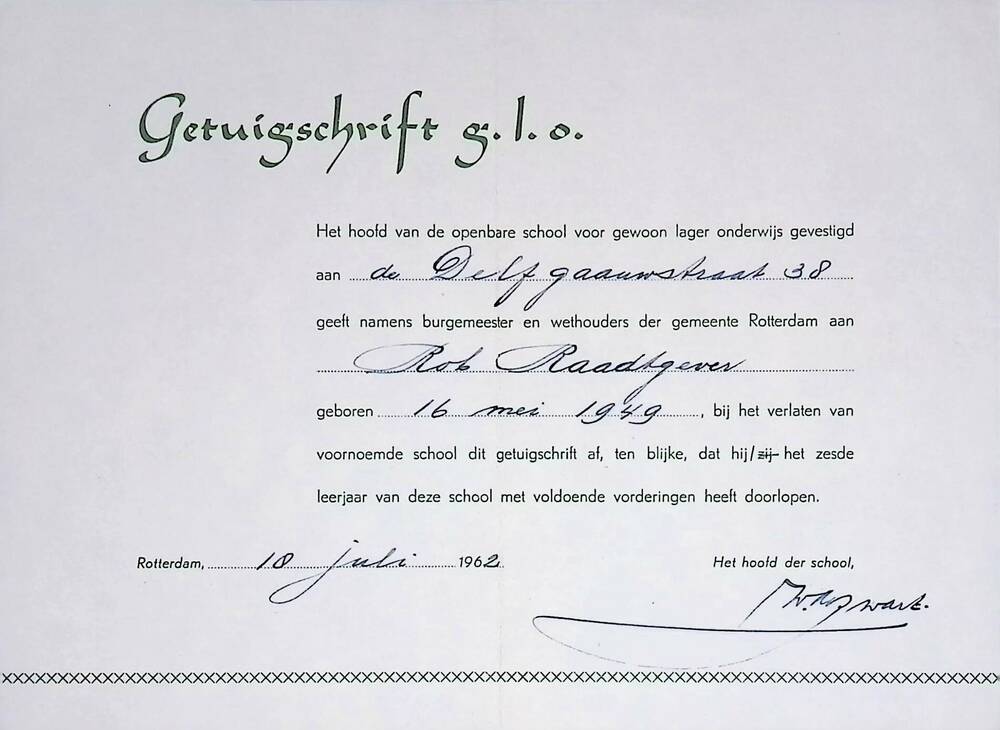 Getuigschrift g.l.o.
Het hoofd van de openbare school voor gewoon lager onderwijs gevestigd
aan de Delfgaauwstraat 38
geeft namens burgemeester en wethouders der gemeente Rotterdam aan
Rob Raadtgever
geboren 16 mei 1949, bij het verlaten van
voornoemde school dit getuigschrift af, ten blijke, dat hij/zij het zesde
leerjaar van deze school met voldoende vorderingen heeft doorlopen.
Rotterdam, 10 juli 1962
Het hoofd der school,